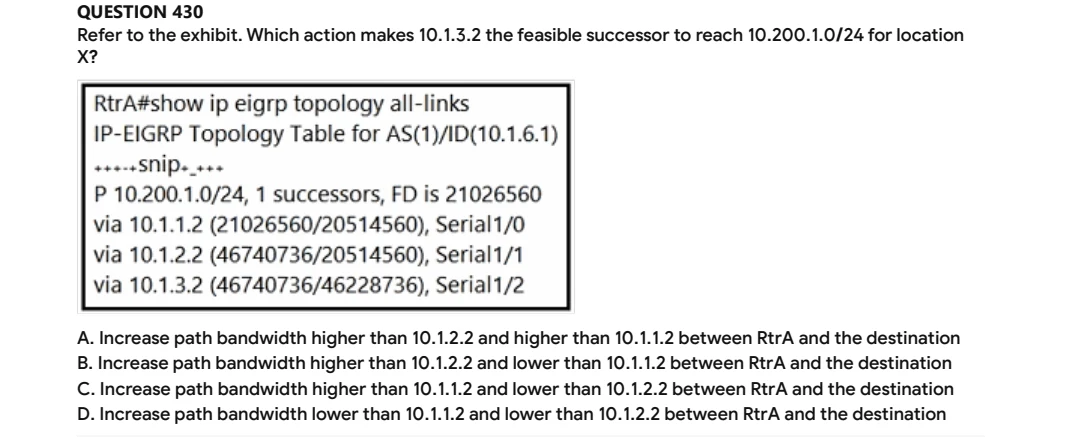 QUESTION 430
Refer to the exhibit. Which action makes 10.1.3.2 the feasible successor to reach 10.200.1.0/24 for location
X?
RtrA#show ip eigrp topology all-links
IP-EIGRP Topology Table for AS(1)/ID(10.1.6.1)
+++-+snip+_+++
P 10.200.1.0/24, 1 successors, FD is 21026560
via 10.1.1.2 (21026560/20514560), Serial1/0
via 10.1.2.2 (46740736/20514560), Serial1/1
via 10.1.3.2 (46740736/46228736), Serial1/2
A. Increase path bandwidth higher than 10.1.2.2 and higher than 10.1.1.2 between RtrA and the destination
B. Increase path bandwidth higher than 10.1.2.2 and lower than 10.1.1.2 between RtrA and the destination
C. Increase path bandwidth higher than 10.1.1.2 and lower than 10.1.2.2 between RtrA and the destination
D. Increase path bandwidth lower than 10.1.1.2 and lower than 10.1.2.2 between RtrA and the destination